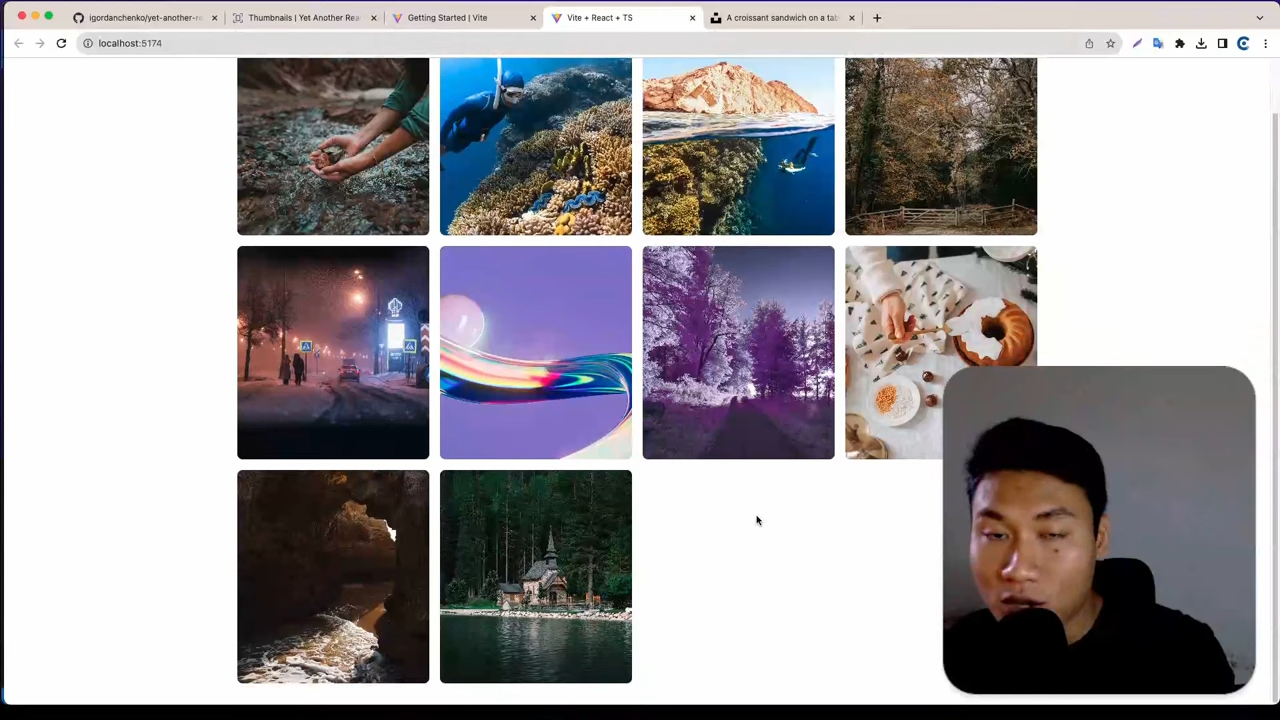 igordanchenko/yet-another-re
Thumbnails | Yet Another Rea
Getting Started | Vite
Vite + React + TS
A croissant sandwich on a tab
localhost:5174